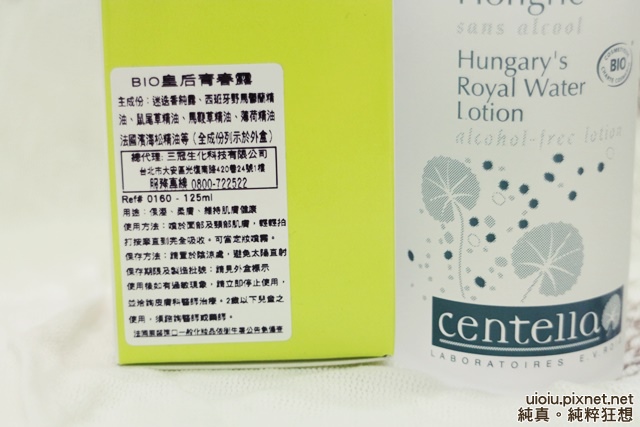 BIO皇后青春露
主成份：迷迭香純露、西班牙野馬鬱蘭精
油、鼠尾草精油、馬鞭草精油、薄荷精油
法國濱海松精油等（全成份列示於外盒）
總代理：三冠生化科技有限公司
台北市大安區光復南路420巷24號1樓
服務專線 0800-722522
Ref# 0160 - 125ml
用途：保濕、柔膚、維持肌膚健康
使用方法：噴於面部及頸部肌膚，輕輕拍
打按摩直到完全吸收。可當定妝噴霧。
保存方法：請置於陰涼處，避免太陽直射
保存期限及製造批號：請見外盒標示
使用後如有過敏現象，請立即停止使用，
並洽詢皮膚科醫師治療。2歲以下兒童之
使用，須諮詢醫師或藥師。
Hongrie
sans alcool
Hungary's
Royal Water
Lotion
alcohol-free lotion
BIO
centella
LABORATOIRES
uioiu.pixnet.net
純真。純粹狂想